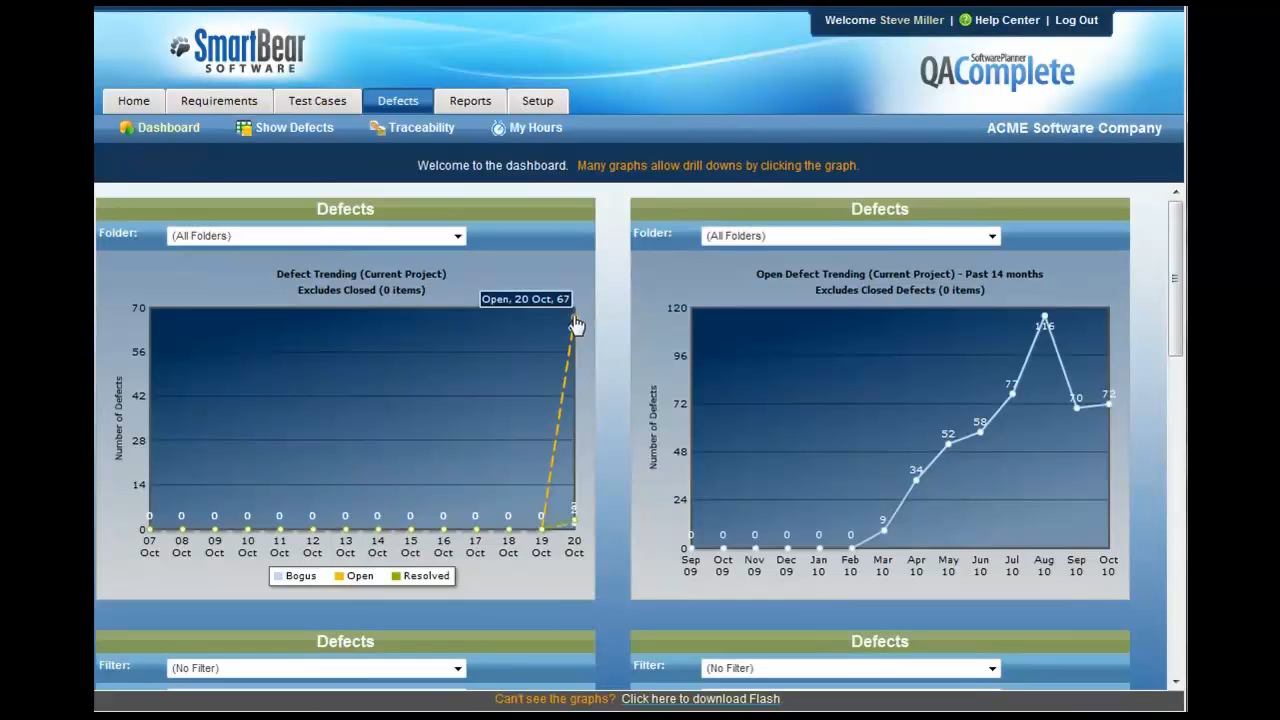 Welcome Steve Miller | Help Center | Log Out
SmartBear
SOFTWARE
SoftwarePlanner
QAComplete
Home Requirements Test Cases Defects Reports Setup
Dashboard Show Defects Traceability My Hours ACME Software Company
Welcome to the dashboard. Many graphs allow drill downs by clicking the graph.
Defects
Folder: (All Folders)
Defect Trending (Current Project)
Excludes Closed (0 items)
Open, 20 Oct, 67
Number of Defects
70
56
42
28
14
0
0 0 0 0 0 0 0 0 0 0 0 0 0
07 08 09 10 11 12 13 14 16 17 18 19 20
Oct Oct Oct Oct Oct Oct Oct Oct Oct Oct Oct Oct Oct
Bogus Open Resolved
Defects
Folder: (All Folders)
Open Defect Trending (Current Project) - Past 14 months
Excludes Closed Defects (0 items)
Number of Defects
120
96
72
48
24
0
0 0 0 0 0 0 9 34 52 58 77 116 70 72
Sep Oct Nov Dec Jan Feb Mar Apr May Jun Jul Aug Sep Oct
09 09 09 09 10 10 10 10 10 10 10 10 10 10
Defects
Filter: (No Filter)
Defects
Filter: (No Filter)
Can't see the graphs? Click here to download Flash